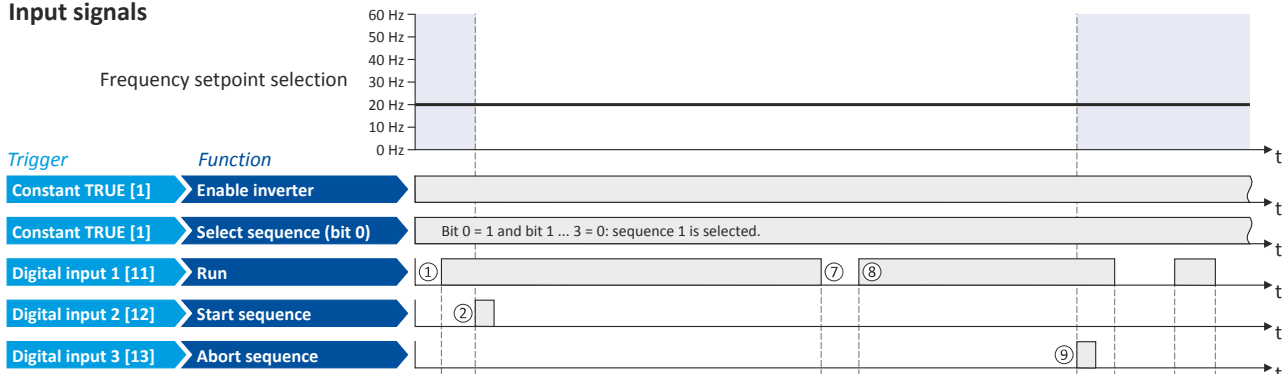 Input signals
60 Hz
50 Hz
40 Hz
Frequency setpoint selection 30 Hz
20 Hz
10 Hz
0 Hz
t
Trigger Function
Constant TRUE [1] Enable inverter
t
Constant TRUE [1] Select sequence (bit 0) Bit 0 = 1 and bit 1 ... 3 = 0: sequence 1 is selected.
t
Digital input 1 [11] Run ① ⑦ ⑧
t
Digital input 2 [12] Start sequence ②
t
Digital input 3 [13] Abort sequence ⑨
t